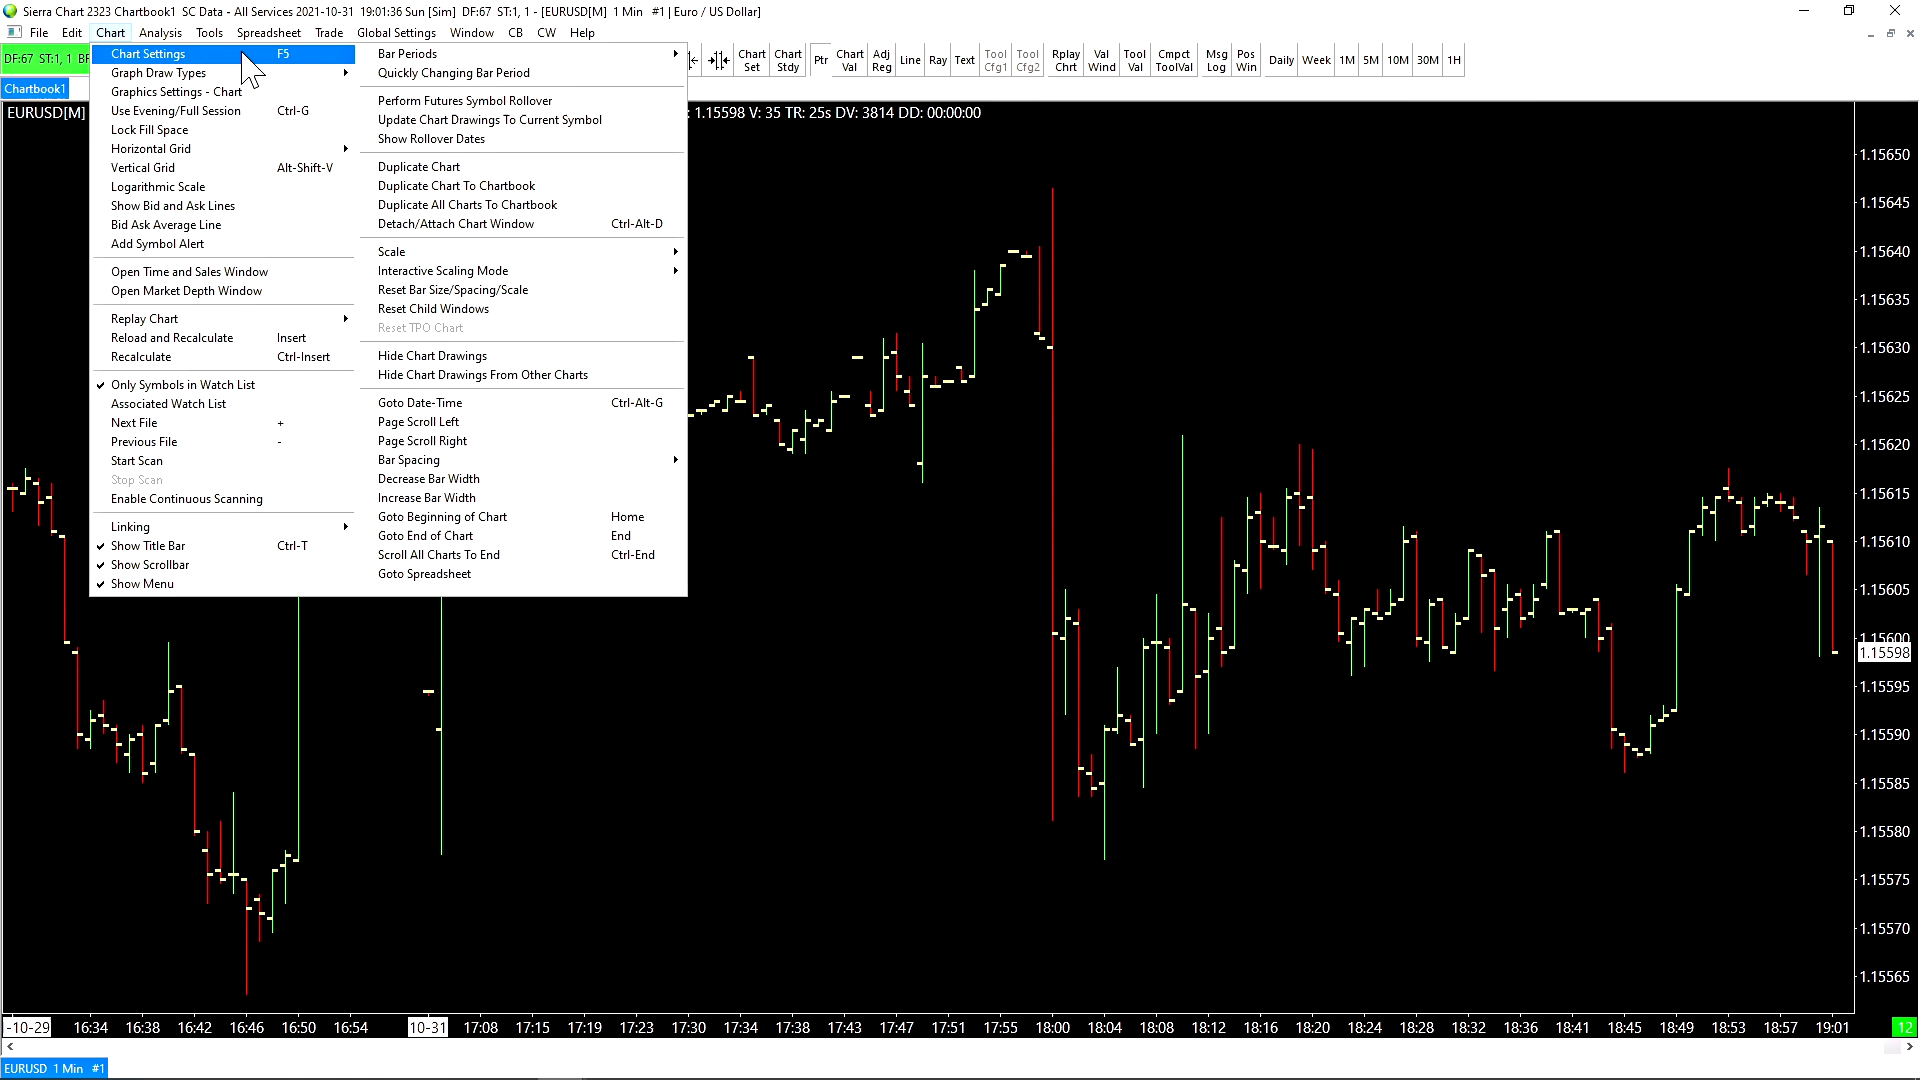 Sierra Chart 2323 Chartbook1  SC Data - All Services 2021-10-31  19:01:36 Sun [Sim]  DF:67  ST:1, 1 - [EURUSD[M]  1 Min  #1 | Euro / US Dollar]
File Edit Chart Analysis Tools Spreadsheet Trade Global Settings Window CB CW Help
DF:67  ST:1, 1
Chart Set
Chart Stdy
Ptr
Chart Val
Adj Reg
Line
Ray
Text
Tool Cfg1
Tool Cfg2
Rplay Chrt
Val Wind
Tool Val
Cmpct ToolVal
Msg Log
Pos Win
Daily
Week
1M
5M
10M
30M
1H
Chartbook1
EURUSD[M]
1.15598 V: 35 TR: 25s DV: 3814 DD: 00:00:00
Chart Settings F5
Graph Draw Types
Graphics Settings - Chart
Use Evening/Full Session Ctrl-G
Lock Fill Space
Horizontal Grid
Vertical Grid Alt-Shift-V
Logarithmic Scale
Show Bid and Ask Lines
Bid Ask Average Line
Add Symbol Alert
Open Time and Sales Window
Open Market Depth Window
Replay Chart
Reload and Recalculate Insert
Recalculate Ctrl-Insert
Only Symbols in Watch List
Associated Watch List
Next File +
Previous File -
Start Scan
Stop Scan
Enable Continuous Scanning
Linking
Show Title Bar Ctrl-T
Show Scrollbar
Show Menu
Bar Periods
Quickly Changing Bar Period
Perform Futures Symbol Rollover
Update Chart Drawings To Current Symbol
Show Rollover Dates
Duplicate Chart
Duplicate Chart To Chartbook
Duplicate All Charts To Chartbook
Detach/Attach Chart Window Ctrl-Alt-D
Scale
Interactive Scaling Mode
Reset Bar Size/Spacing/Scale
Reset Child Windows
Reset TPO Chart
Hide Chart Drawings
Hide Chart Drawings From Other Charts
Goto Date-Time Ctrl-Alt-G
Page Scroll Left
Page Scroll Right
Bar Spacing
Decrease Bar Width
Increase Bar Width
Goto Beginning of Chart Home
Goto End of Chart End
Scroll All Charts To End Ctrl-End
Goto Spreadsheet
1.15650
1.15645
1.15640
1.15635
1.15630
1.15625
1.15620
1.15615
1.15610
1.15605
1.15600
1.15598
1.15595
1.15590
1.15585
1.15580
1.15575
1.15570
1.15565
-10-29 16:34 16:38 16:42 16:46 16:50 16:54 10-31 17:08 17:15 17:19 17:23 17:30 17:34 17:38 17:43 17:47 17:51 17:55 18:00 18:04 18:08 18:12 18:16 18:20 18:24 18:28 18:32 18:36 18:41 18:45 18:49 18:53 18:57 19:01 12
EURUSD  1 Min  #1